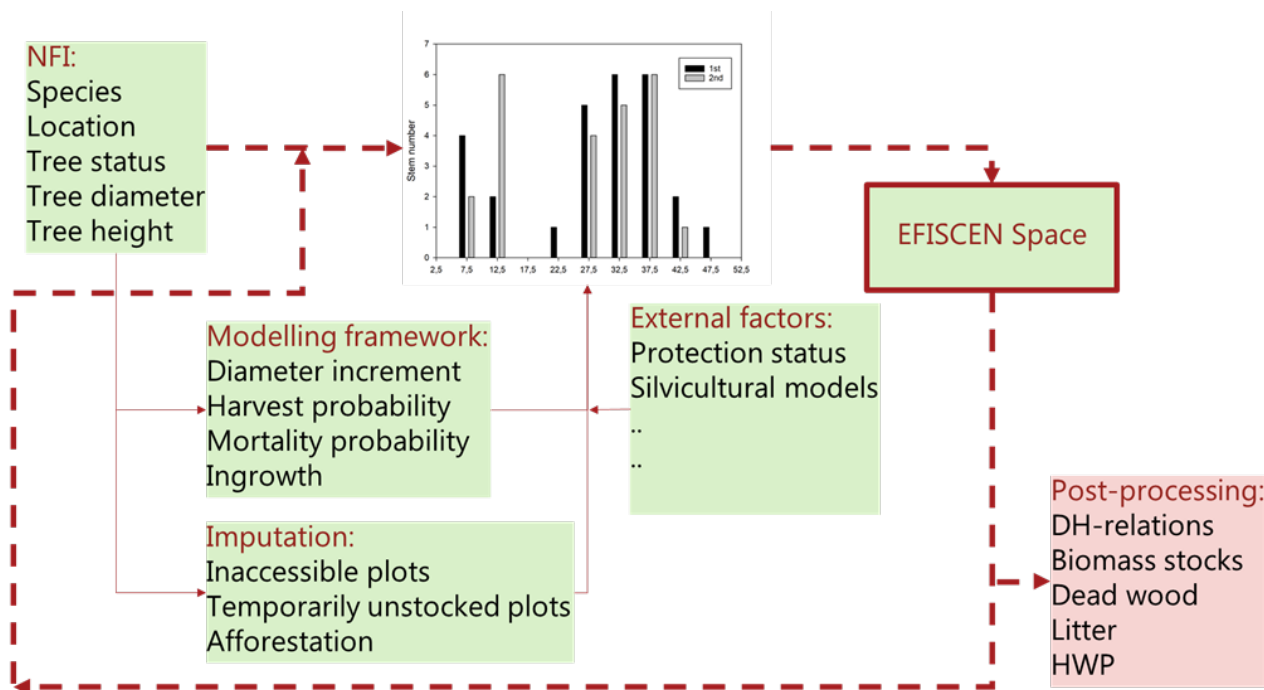 NFI:
Species
Location
Tree status
Tree diameter
Tree height
7
6
5
4
3
2
1
0
Stem number
1st
2nd
2,5 7,5 12,5 17,5 22,5 27,5 32,5 37,5 42,5 47,5 52,5
EFISCEN Space
Modelling framework:
Diameter increment
Harvest probability
Mortality probability
Ingrowth
External factors:
Protection status
Silvicultural models
..
..
Imputation:
Inaccessible plots
Temporarily unstocked plots
Afforestation
Post-processing:
DH-relations
Biomass stocks
Dead wood
Litter
HWP